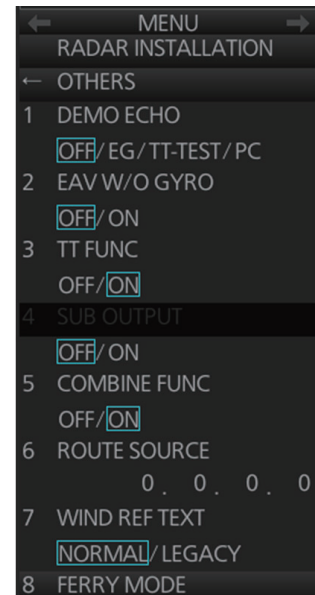 ← MENU →
RADAR INSTALLATION
← OTHERS
1 DEMO ECHO
OFF/EG/TT-TEST/PC
2 EAV W/O GYRO
OFF/ON
3 TT FUNC
OFF/ON
4 SUB OUTPUT
OFF/ON
5 COMBINE FUNC
OFF/ON
6 ROUTE SOURCE
0. 0. 0. 0
7 WIND REF TEXT
NORMAL/LEGACY
8 FERRY MODE